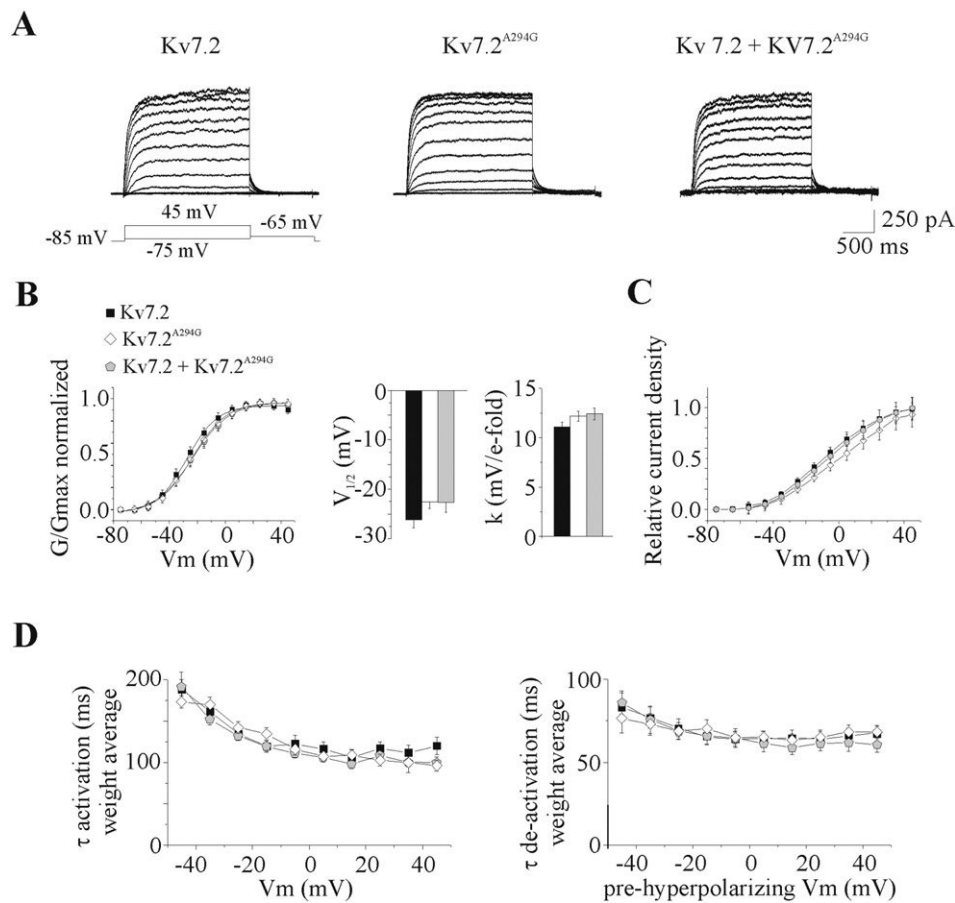 A
Kv7.2
Kv7.2A294G
Kv 7.2 + KV7.2A294G
45 mV
-65 mV
-85 mV
-75 mV
250 pA
500 ms
B
C
Kv7.2
Kv7.2A294G
Kv7.2 + Kv7.2A294G
G/Gmax normalized
1.0
0.5
0.0
-80
-40
0
40
Vm (mV)
V1/2 (mV)
0
-10
-20
-30
k (mV/e-fold)
15
10
5
0
Relative current density
1.0
0.5
0.0
-80
-40
0
40
Vm (mV)
D
τ activation (ms)
weight average
200
100
0
-40
-20
0
20
40
Vm (mV)
τ de-activation (ms)
weight average
100
50
0
-40
-20
0
20
40
pre-hyperpolarizing Vm (mV)